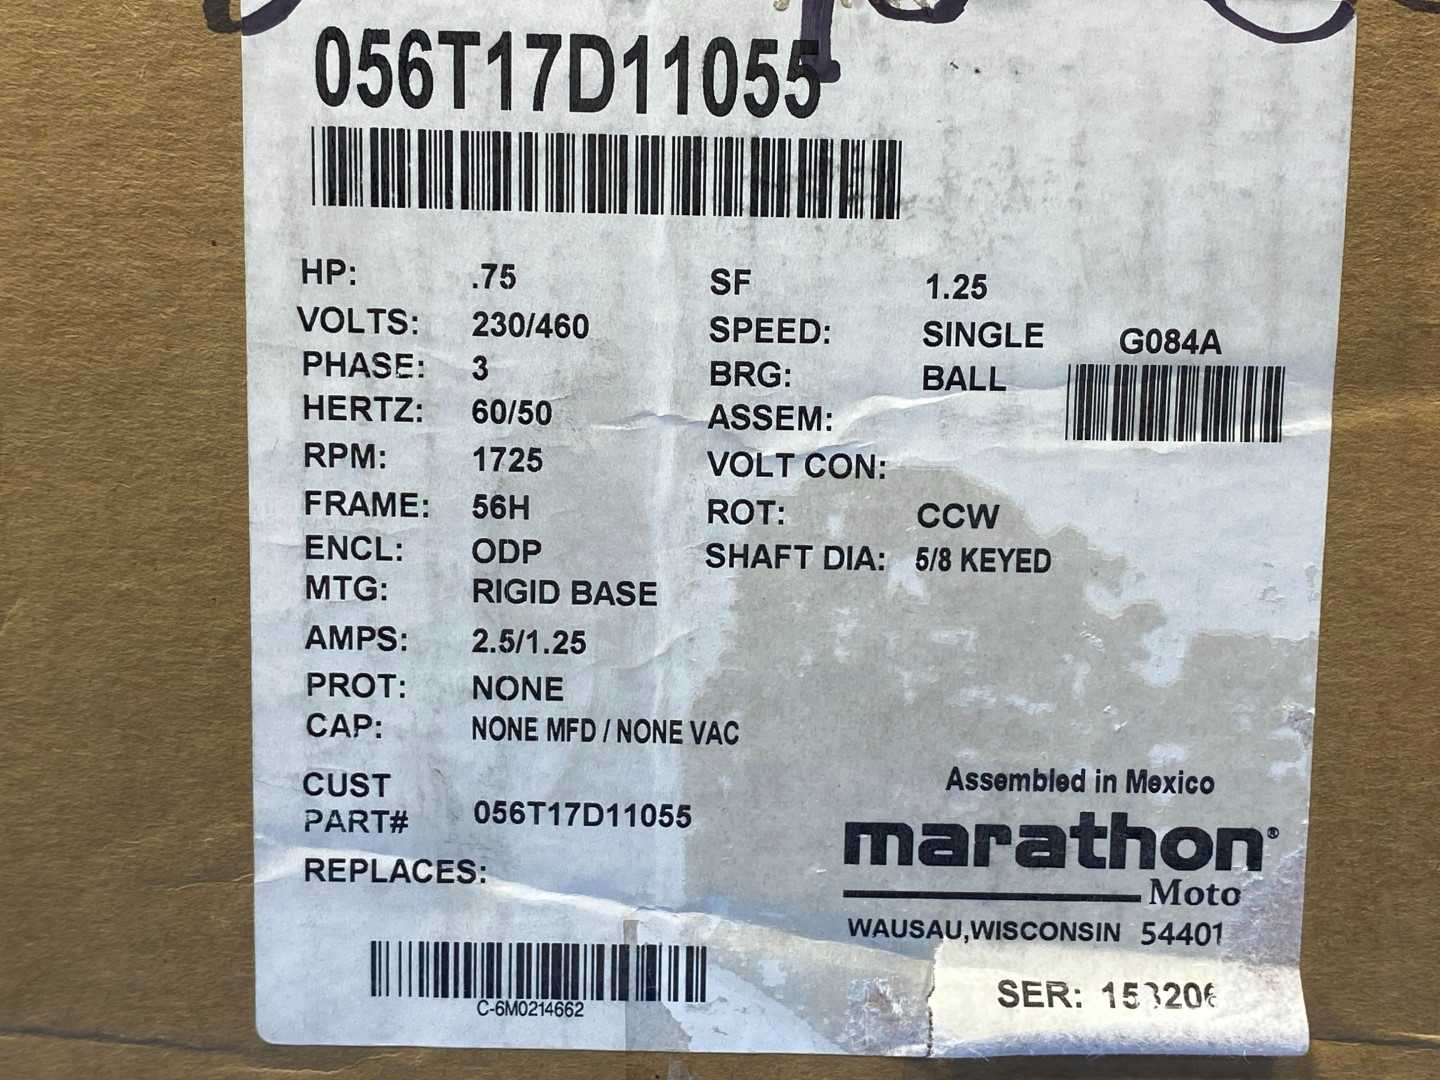 056T17D11055
HP: .75 SF 1.25
VOLTS: 230/460 SPEED: SINGLE G084A
PHASE: 3 BRG: BALL
HERTZ: 60/50 ASSEM:
RPM: 1725 VOLT CON:
FRAME: 56H ROT: CCW
ENCL: ODP SHAFT DIA: 5/8 KEYED
MTG: RIGID BASE
AMPS: 2.5/1.25
PROT: NONE
CAP: NONE MFD / NONE VAC
CUST
PART# 056T17D11055
REPLACES:
Assembled in Mexico
marathon®
Moto
WAUSAU,WISCONSIN 54401
C-6M0214662
SER: